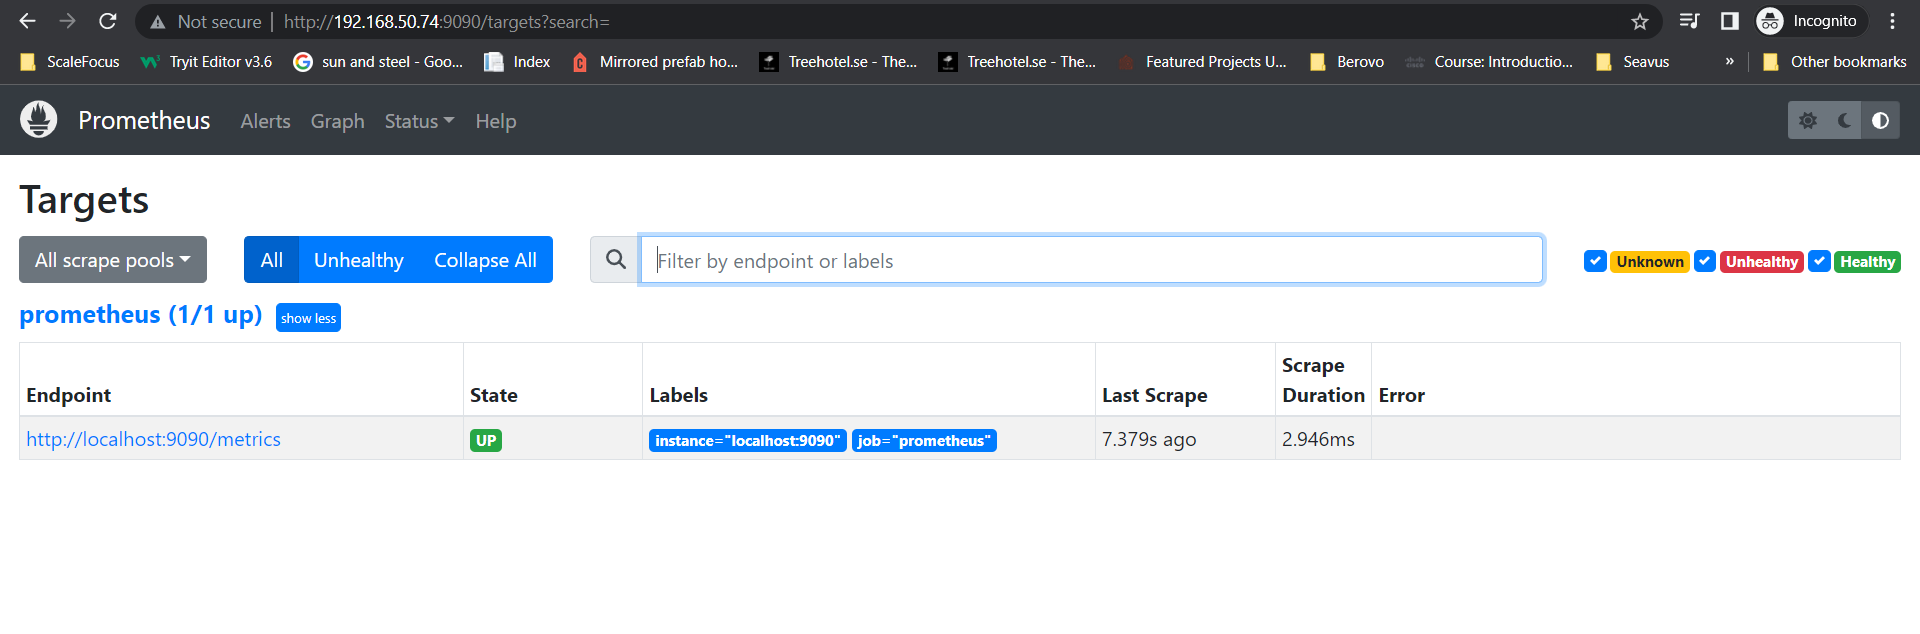 Not secure | http://192.168.50.74:9090/targets?search= Incognito
ScaleFocus Tryit Editor v3.6 sun and steel - Goo... Index Mirrored prefab ho... Treehotel.se - The... Treehotel.se - The... Featured Projects U... Berovo Course: Introductio... Seavus » Other bookmarks
Prometheus Alerts Graph Status Help
Targets
All scrape pools All Unhealthy Collapse All Filter by endpoint or labels Unknown Unhealthy Healthy
prometheus (1/1 up) show less
Endpoint State Labels Last Scrape Scrape Duration Error
http://localhost:9090/metrics UP instance="localhost:9090" job="prometheus" 7.379s ago 2.946ms